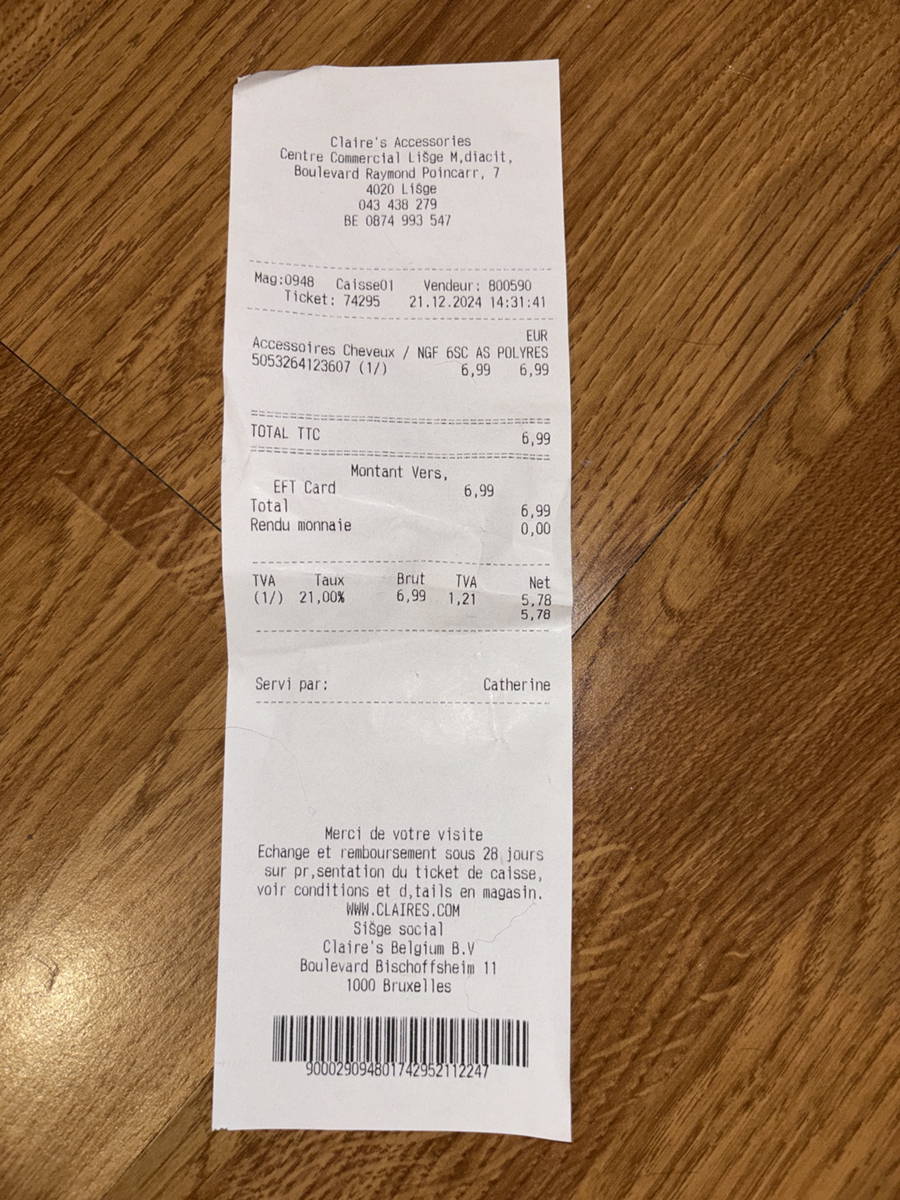 Claire's Accessories
Centre Commercial LiŠge M‚diacit‚
Boulevard Raymond Poincarr‚ 7
4020 LiŠge
043 438 279
BE 0874 993 547
Mag:0948 Caisse01 Vendeur: 800590
Ticket: 74295 21.12.2024 14:31:41
EUR
Accessoires Cheveux / NGF 6SC AS POLYRES
5053264123607 (1/) 6,99 6,99
TOTAL TTC 6,99
Montant Vers‚
EFT Card 6,99
Total 6,99
Rendu monnaie 0,00
TVA Taux Brut TVA Net
(1/) 21,00% 6,99 1,21 5,78
5,78
Servi par: Catherine
Merci de votre visite
Echange et remboursement sous 28 jours
sur pr‚sentation du ticket de caisse,
voir conditions et d‚tails en magasin.
WWW.CLAIRES.COM
SiŠge social
Claire's Belgium B.V
Boulevard Bischoffsheim 11
1000 Bruxelles
900029094801742952112247